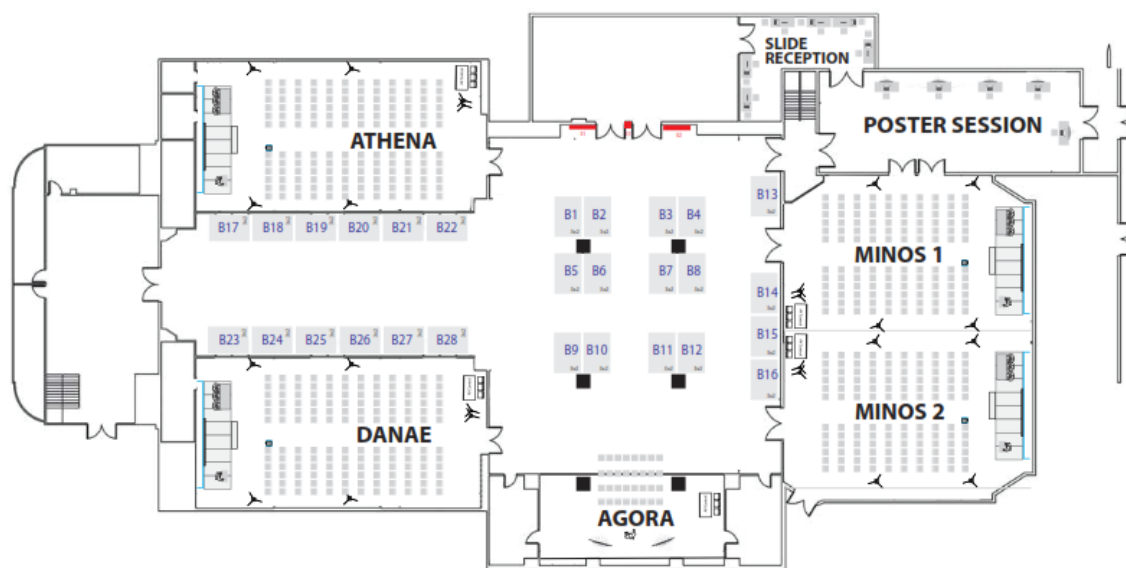 SLIDE
RECEPTION
POSTER SESSION
ATHENA
B13
B17 B18 B19 B20 B21 B22
B1 B2 B3 B4
MINOS 1
B5 B6 B7 B8
B14
B23 B24 B25 B26 B27 B28
B15
B9 B10 B11 B12
B16
MINOS 2
DANAE
AGORA